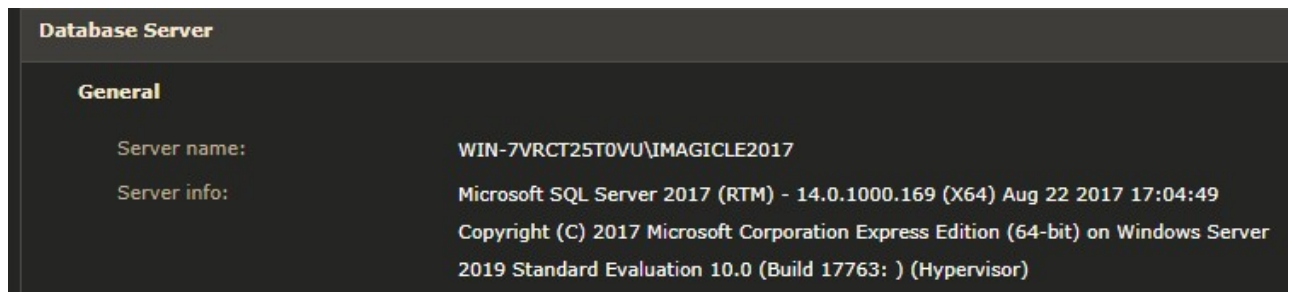 Database Server
General
Server name: WIN-7VRCT25T0VU\IMAGICLE2017
Server info: Microsoft SQL Server 2017 (RTM) - 14.0.1000.169 (X64) Aug 22 2017 17:04:49
Copyright (C) 2017 Microsoft Corporation Express Edition (64-bit) on Windows Server
2019 Standard Evaluation 10.0 (Build 17763: ) (Hypervisor)